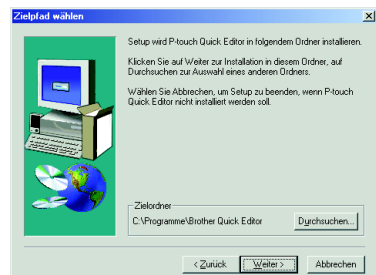 Zielpfad wählen
Setup wird P-touch Quick Editor in folgendem Ordner installieren.
Klicken Sie auf Weiter zur Installation in diesem Ordner, auf
Durchsuchen zur Auswahl eines anderen Ordners.
Wählen Sie Abbrechen, um Setup zu beenden, wenn P-touch
Quick Editor nicht installiert werden soll.
Zielordner
C:\Programme\Brother Quick Editor
Durchsuchen...
< Zurück
Weiter >
Abbrechen